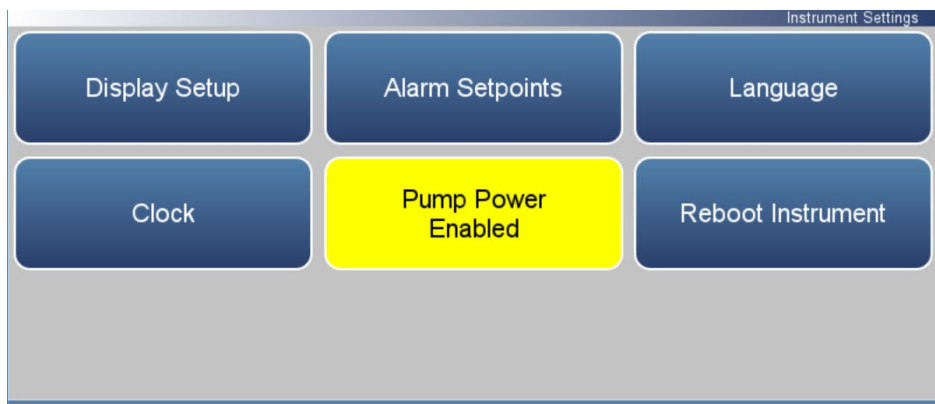 Instrument Settings
Display Setup
Alarm Setpoints
Language
Clock
Pump Power
Enabled
Reboot Instrument